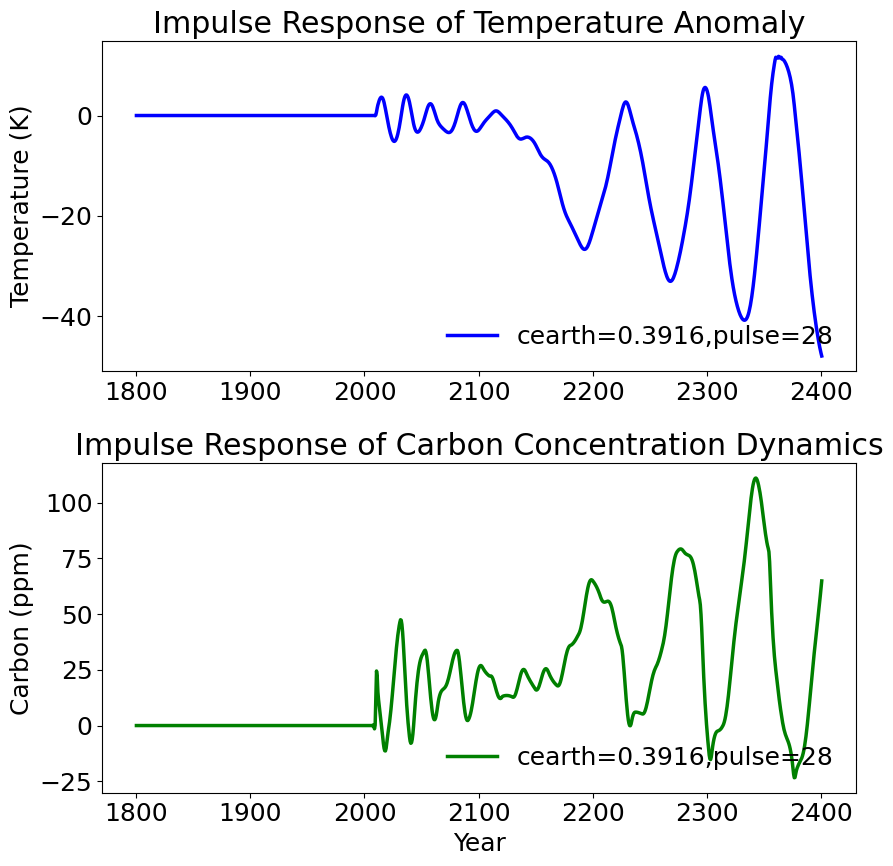 Impulse Response of Temperature Anomaly
Temperature (K)
0
−20
−40
cearth=0.3916,pulse=28
1800 1900 2000 2100 2200 2300 2400
Impulse Response of Carbon Concentration Dynamics
Carbon (ppm)
100
75
50
25
0
−25
cearth=0.3916,pulse=28
1800 1900 2000 2100 2200 2300 2400
Year